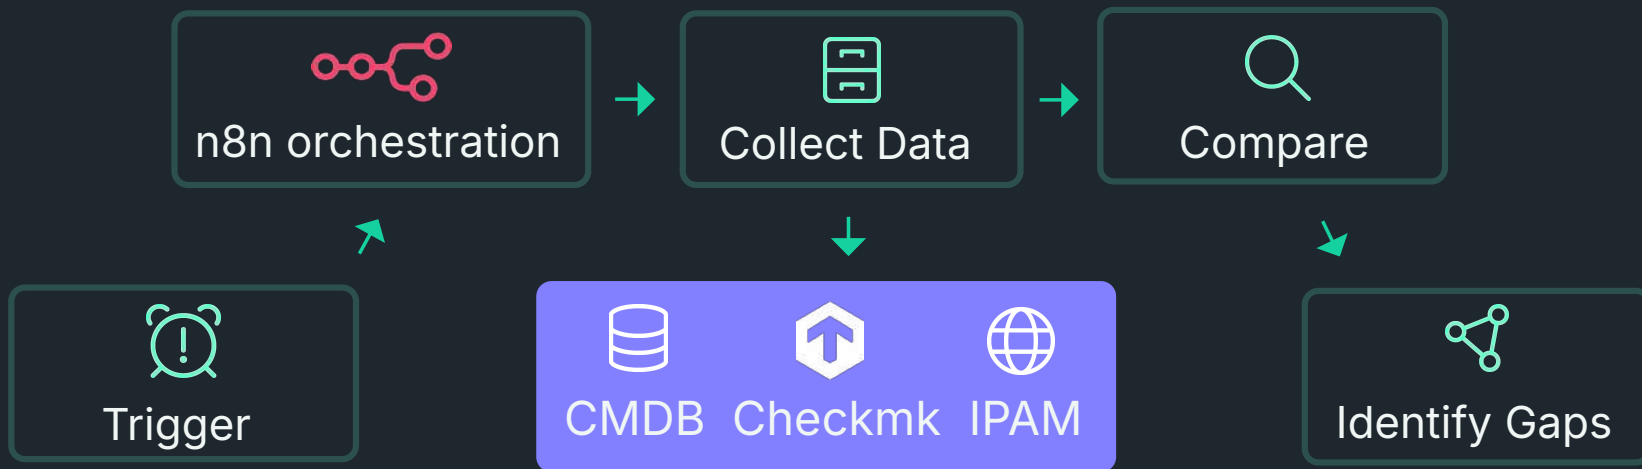 n8n orchestration
Collect Data
Compare
Trigger
CMDB
Checkmk
IPAM
Identify Gaps